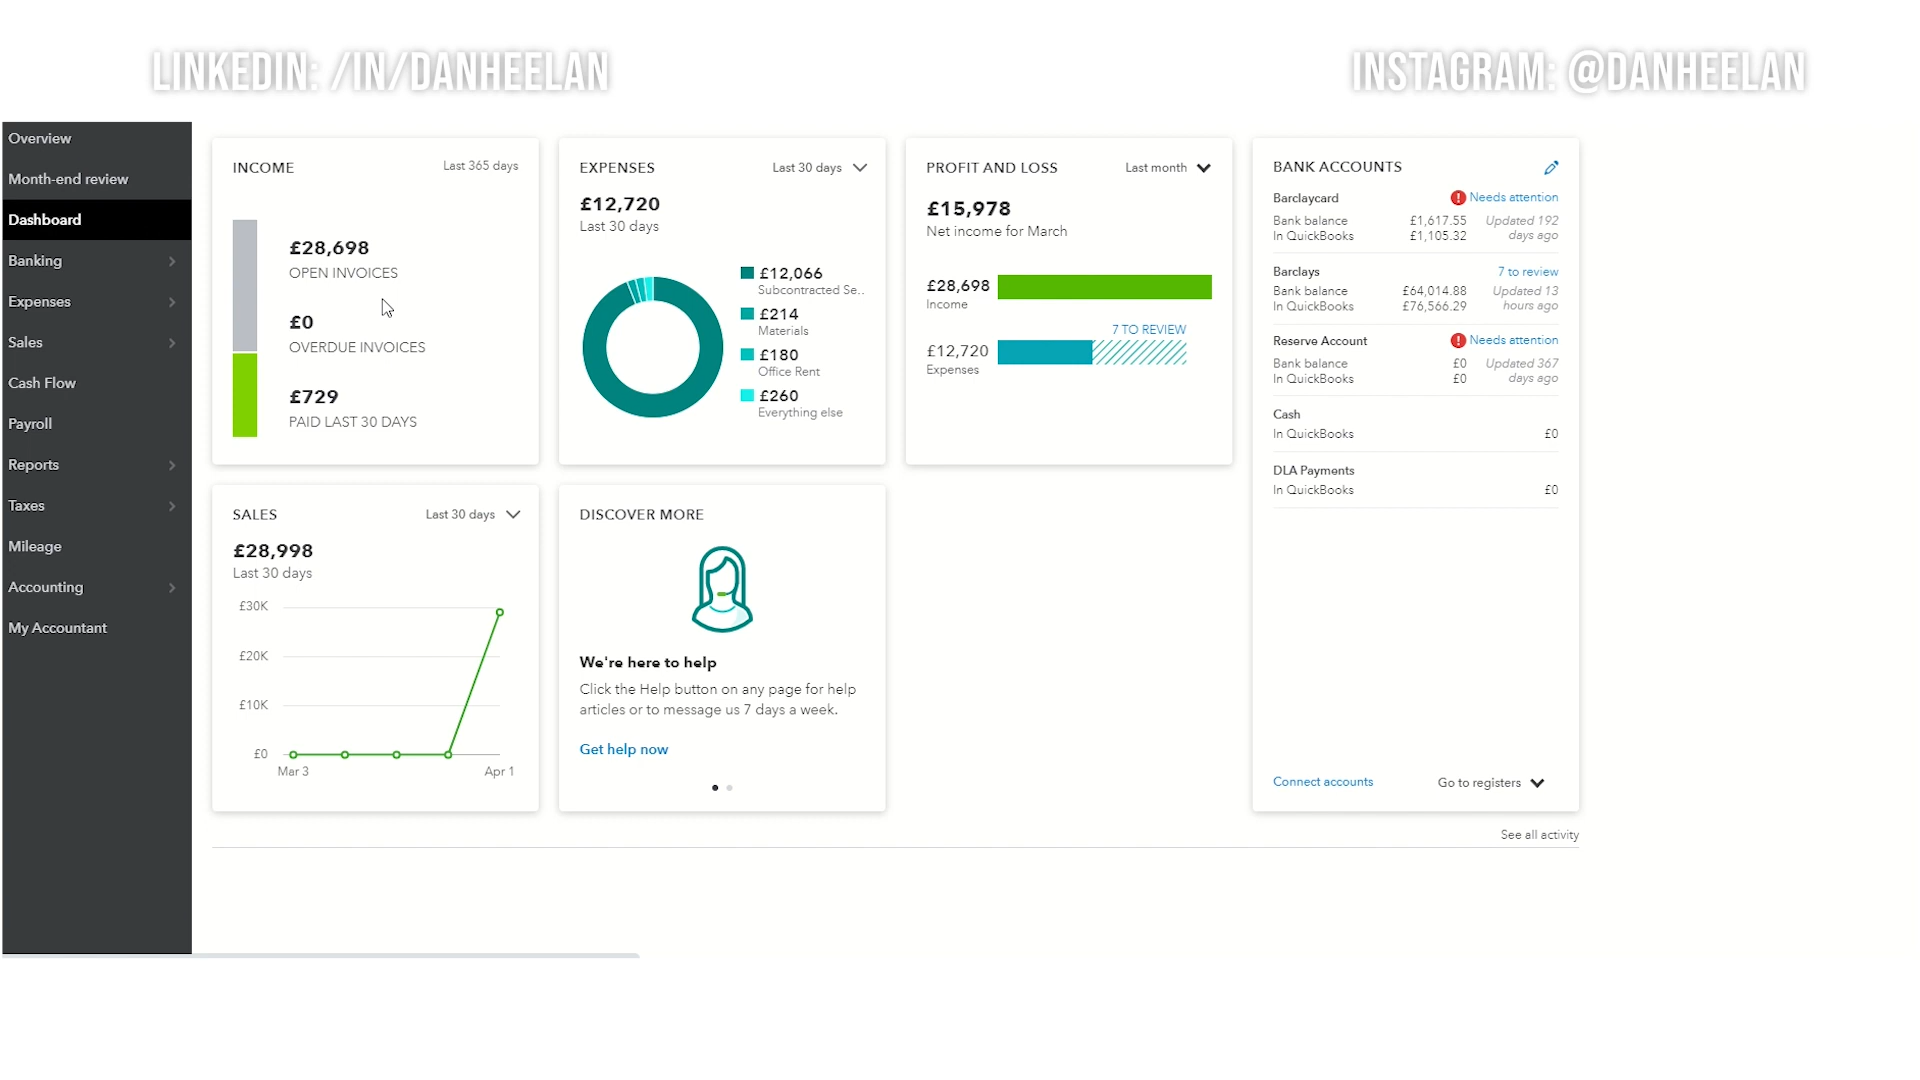 LINKEDIN: /IN/DANHEELAN
INSTAGRAM: @DANHEELAN
Overview
Month-end review
Dashboard
Banking
Expenses
Sales
Cash Flow
Payroll
Reports
Taxes
Mileage
Accounting
My Accountant
INCOME Last 365 days
£28,698
OPEN INVOICES
£0
OVERDUE INVOICES
£729
PAID LAST 30 DAYS
EXPENSES Last 30 days
£12,720
Last 30 days
£12,066
Subcontracted Se..
£214
Materials
£180
Office Rent
£260
Everything else
PROFIT AND LOSS Last month
£15,978
Net income for March
£28,698
Income
7 TO REVIEW
£12,720
Expenses
BANK ACCOUNTS
Barclaycard ! Needs attention
Bank balance £1,617.55 Updated 192
In QuickBooks £1,105.32 days ago
Barclays 7 to review
Bank balance £64,014.88 Updated 13
In QuickBooks £76,566.29 hours ago
Reserve Account ! Needs attention
Bank balance £0 Updated 367
In QuickBooks £0 days ago
Cash
In QuickBooks £0
DLA Payments
In QuickBooks £0
Connect accounts Go to registers
SALES Last 30 days
£28,998
Last 30 days
£30K
£20K
£10K
£0
Mar 3 Apr 1
DISCOVER MORE
We're here to help
Click the Help button on any page for help
articles or to message us 7 days a week.
Get help now
See all activity